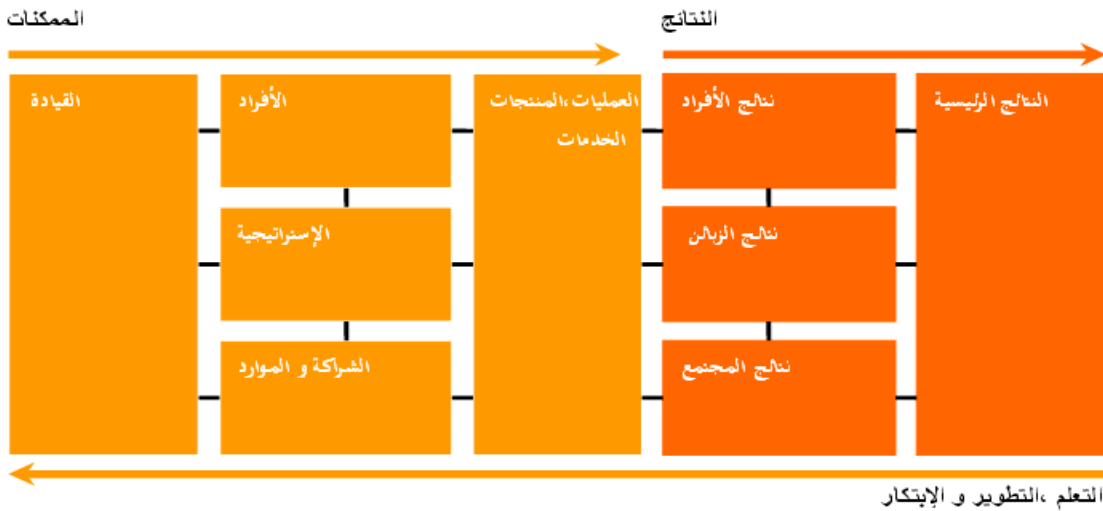 الممكنات
النتائج
القيادة
الأفراد
العمليات،المنتجات
الخدمات
نتائج الأفراد
النتائج الرئيسية
الإستراتيجية
نتائج الزبائن
الشراكة و الموارد
نتائج المجتمع
التعلم ،التطوير و الإبتكار